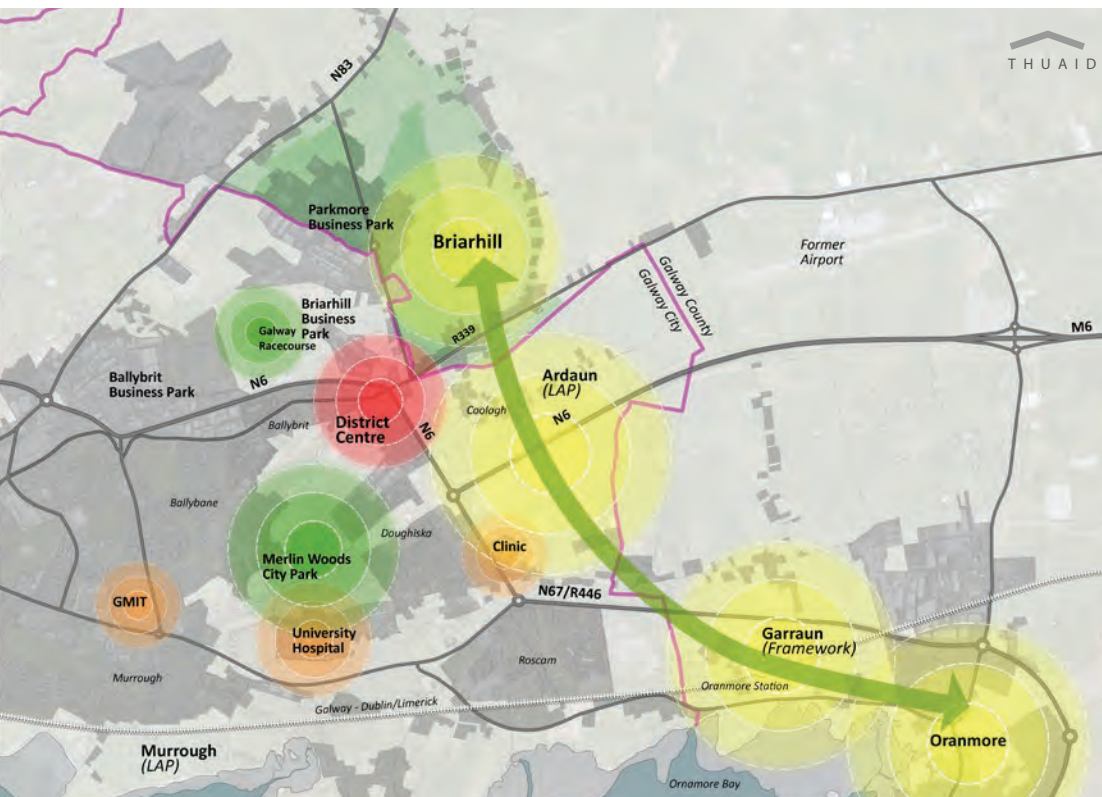 THUAID
N83
Parkmore
Business Park
Briarhill
Former
Airport
Galway County
Galway City
Briarhill
Business
Park
Galway
Racecourse
R339
M6
Ballybrit
Business Park
N6
Ardaun
(LAP)
Coolagh
N6
District
Centre
N6
Ballybrit
Ballybane
Doughiska
Merlin Woods
City Park
Clinic
GMIT
N67/R446
University
Hospital
Garraun
(Framework)
Roscam
Murrough
Oranmore Station
Galway - Dublin/Limerick
Oranmore
Murrough
(LAP)
Ornamore Bay